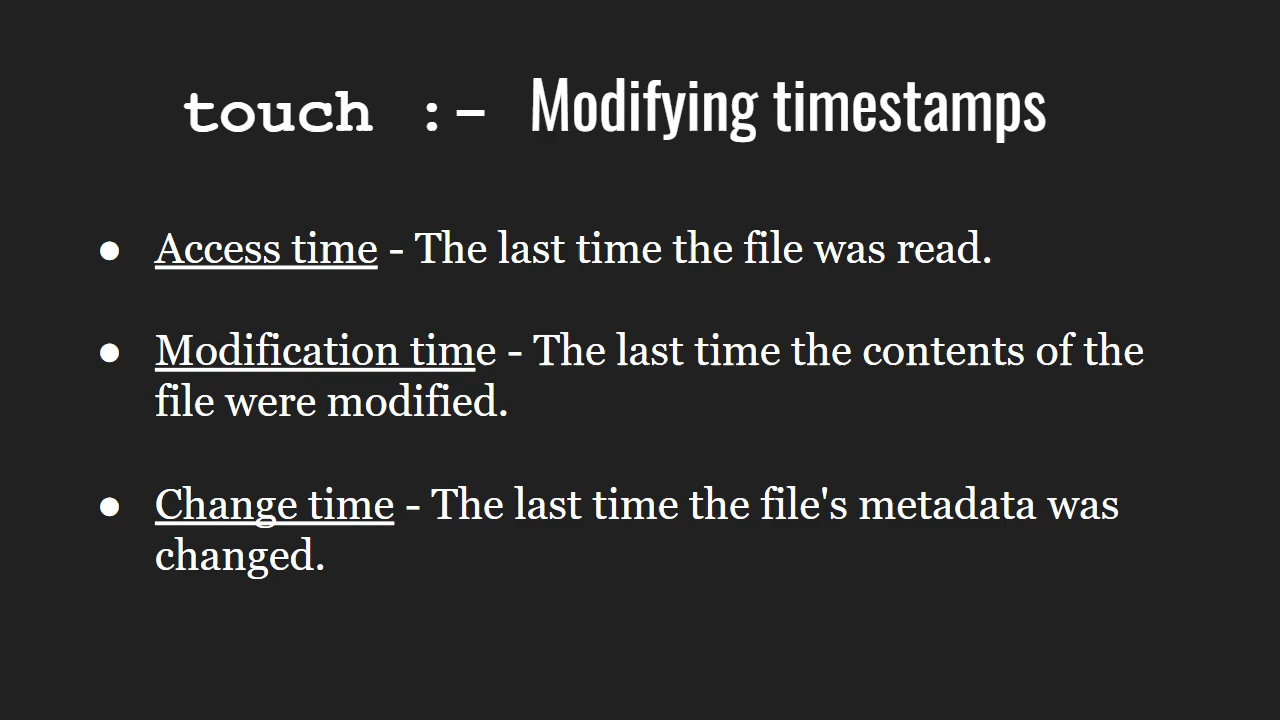 touch :- Modifying timestamps
● Access time - The last time the file was read.
● Modification time - The last time the contents of the
file were modified.
● Change time - The last time the file's metadata was
changed.